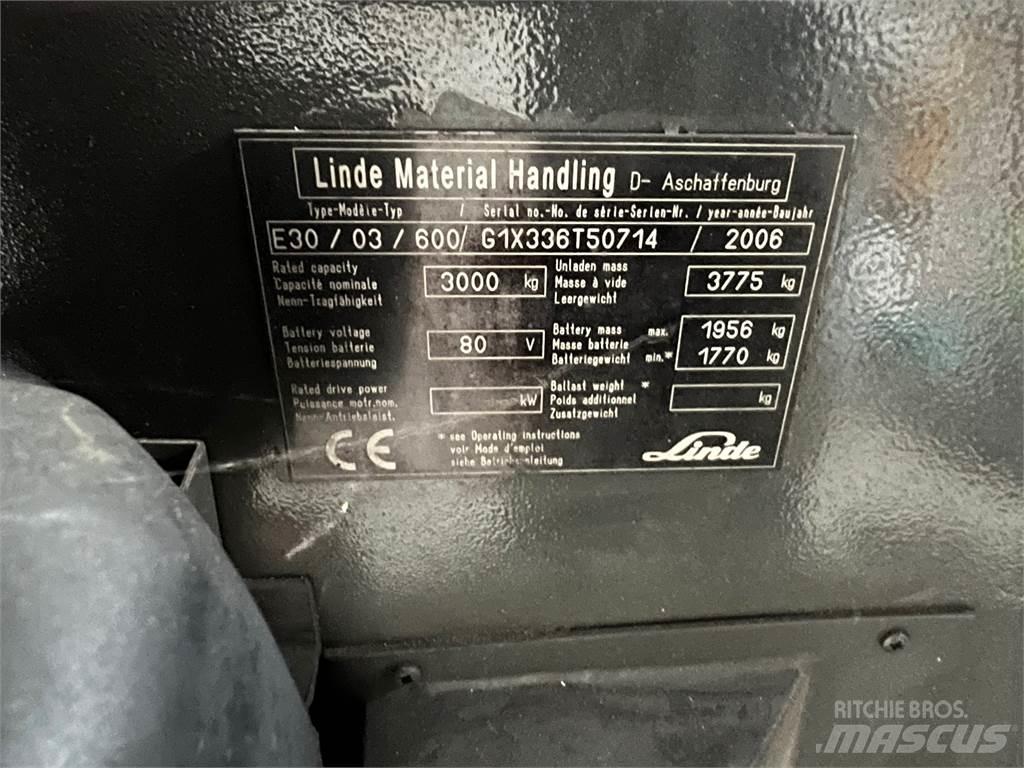 Linde Material Handling D- Aschaffenburg
Type-Modèle-Typ / Serial no.-No. de série-Serien-Nr. / year-année-Baujahr
E30 / 03 / 600/ G1X336T50714 / 2006
Rated capacity
Capacité nominale
Nenn-Tragfähigkeit
3000 kg
Unladen mass
Masse à vide
Leergewicht
3775 kg
Battery voltage
Tension batterie
Batteriespannung
80 V
Battery mass max. 1956 kg
Masse batterie
Batteriegewicht min.* 1770 kg
Rated drive power
Puissance motr.nom.
Nenn-Antriebsleist.
kW
Ballast weight *
Poids additionnel
Zusatzgewicht
kg
CE
* see Operating instructions
voir Mode d'emploi
siehe Betriebsanleitung
Linde
RITCHIE BROS.
MASCUS